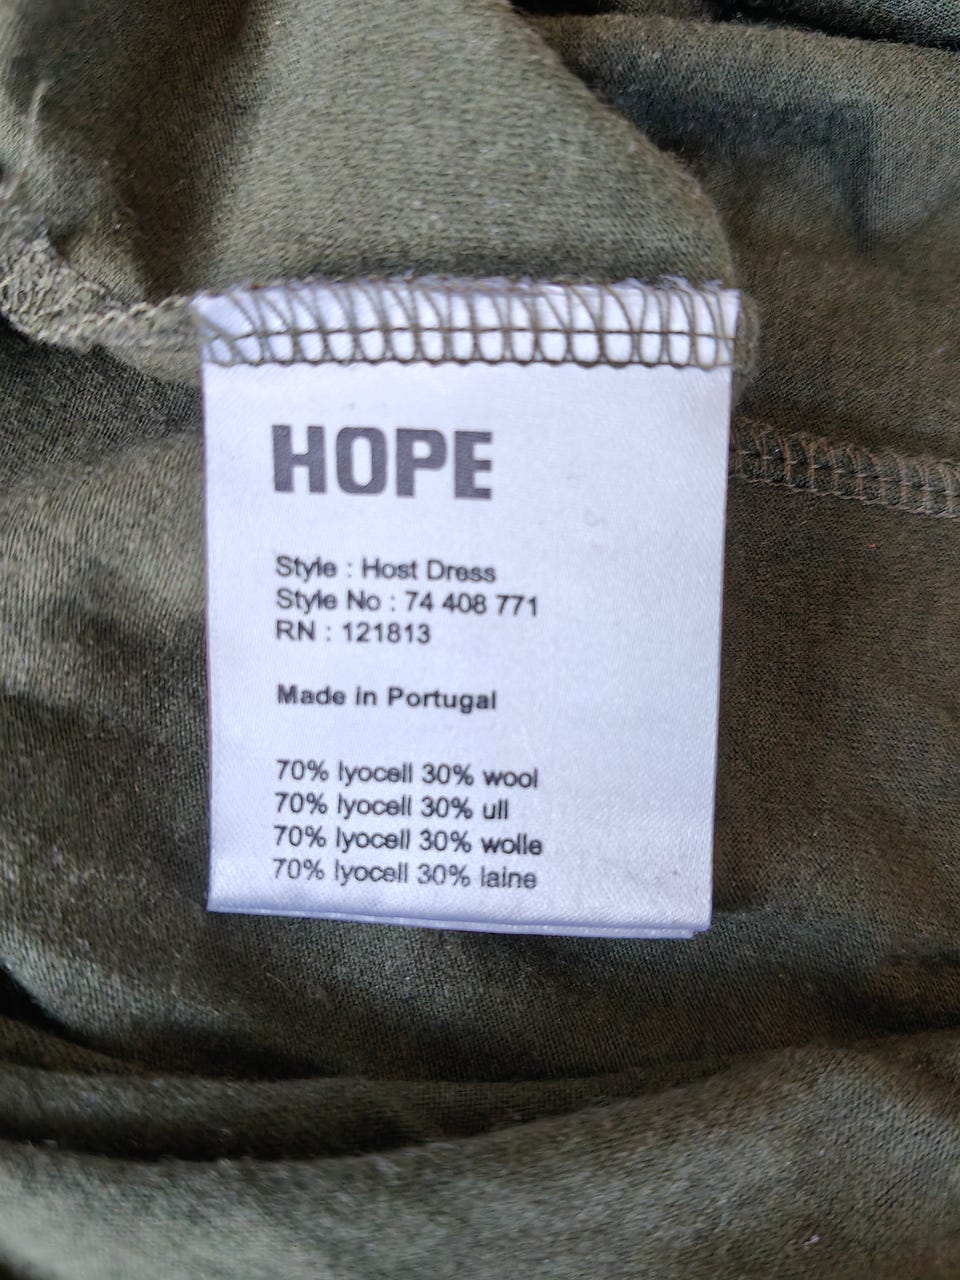 HOPE
Style : Host Dress
Style No : 74 408 771
RN : 121813
Made in Portugal
70% lyocell 30% wool
70% lyocell 30% ull
70% lyocell 30% wolle
70% lyocell 30% laine